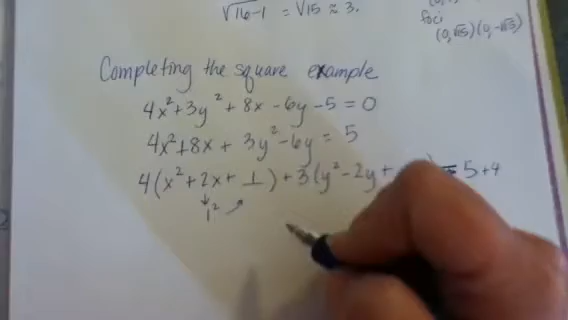 √16-1 = √15 ≈ 3.
foci
(0,√15)(0,-√15)
Completing the square example
4x²+3y²+8x-6y-5=0
4x²+8x+3y²-6y=5
4(x²+2x+1)+3(y²-2y+ )=5+4
1²